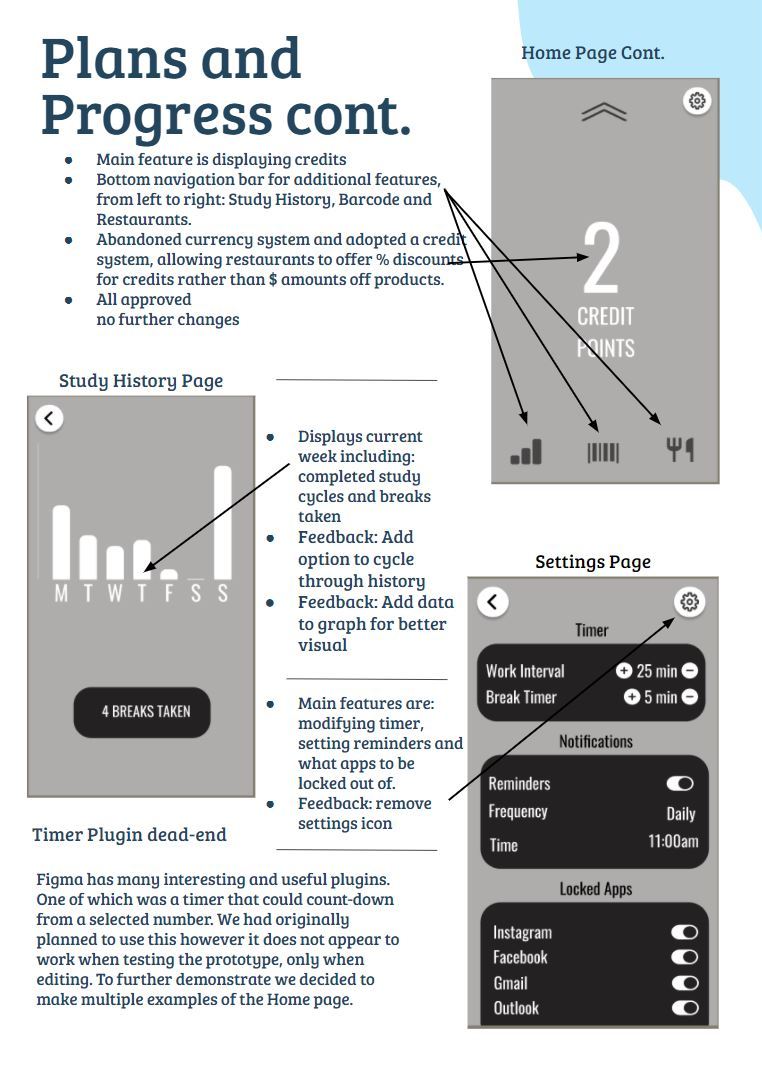 Plans and
Progress cont.
● Main feature is displaying credits
● Bottom navigation bar for additional features,
from left to right: Study History, Barcode and
Restaurants.
● Abandoned currency system and adopted a credit
system, allowing restaurants to offer % discounts
for credits rather than $ amounts off products.
● All approved
no further changes
Home Page Cont.
2
CREDIT
POINTS
Study History Page
M T W T F S S
4 BREAKS TAKEN
● Displays current
week including:
completed study
cycles and breaks
taken
● Feedback: Add
option to cycle
through history
● Feedback: Add data
to graph for better
visual
● Main features are:
modifying timer,
setting reminders and
what apps to be
locked out of.
● Feedback: remove
settings icon
Settings Page
Timer
Work Interval + 25 min −
Break Timer + 5 min −
Notifications
Reminders
Frequency Daily
Time 11:00am
Locked Apps
Instagram
Facebook
Gmail
Outlook
Timer Plugin dead-end
Figma has many interesting and useful plugins.
One of which was a timer that could count-down
from a selected number. We had originally
planned to use this however it does not appear to
work when testing the prototype, only when
editing. To further demonstrate we decided to
make multiple examples of the Home page.